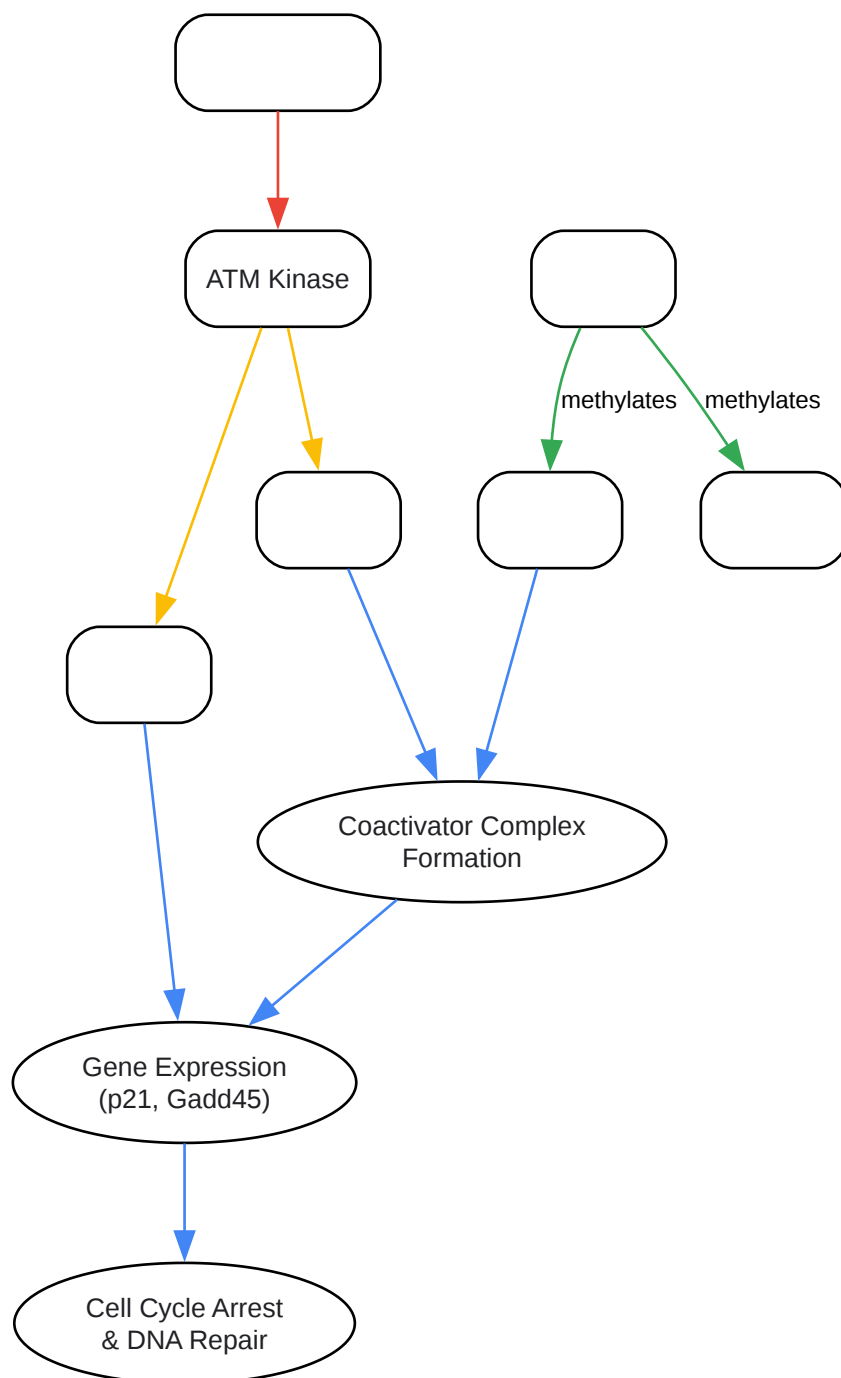 ATM Kinase
methylates
methylates
Coactivator Complex
Formation
Gene Expression
(p21, Gadd45)
Cell Cycle Arrest
& DNA Repair